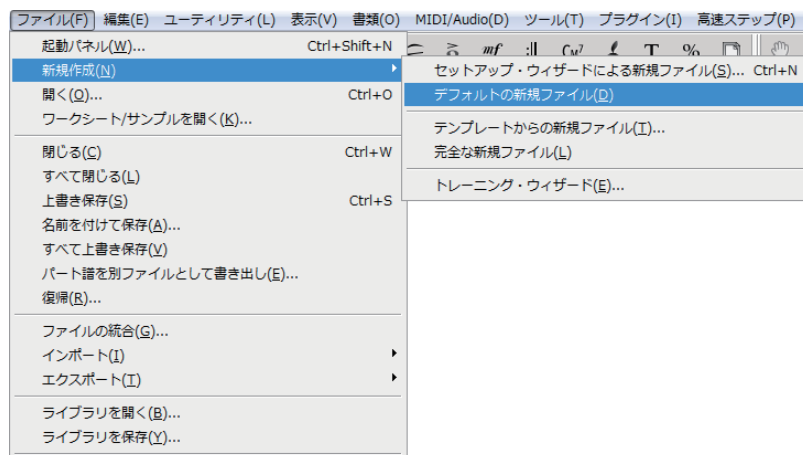 ファイル(F) 編集(E) ユーティリティ(L) 表示(V) 書類(O) MIDI/Audio(D) ツール(T) プラグイン(I) 高速ステップ(P)
起動パネル(W)... Ctrl+Shift+N
mf T %
新規作成(N)
セットアップ・ウィザードによる新規ファイル(S)... Ctrl+N
開く(O)... Ctrl+O
デフォルトの新規ファイル(D)
ワークシート/サンプルを開く(K)...
テンプレートからの新規ファイル(T)...
閉じる(C) Ctrl+W
完全な新規ファイル(L)
すべて閉じる(L)
トレーニング・ウィザード(E)...
上書き保存(S) Ctrl+S
名前を付けて保存(A)...
すべて上書き保存(V)
パート譜を別ファイルとして書き出し(E)...
復帰(R)...
ファイルの統合(G)...
インポート(I)
エクスポート(T)
ライブラリを開く(B)...
ライブラリを保存(Y)...